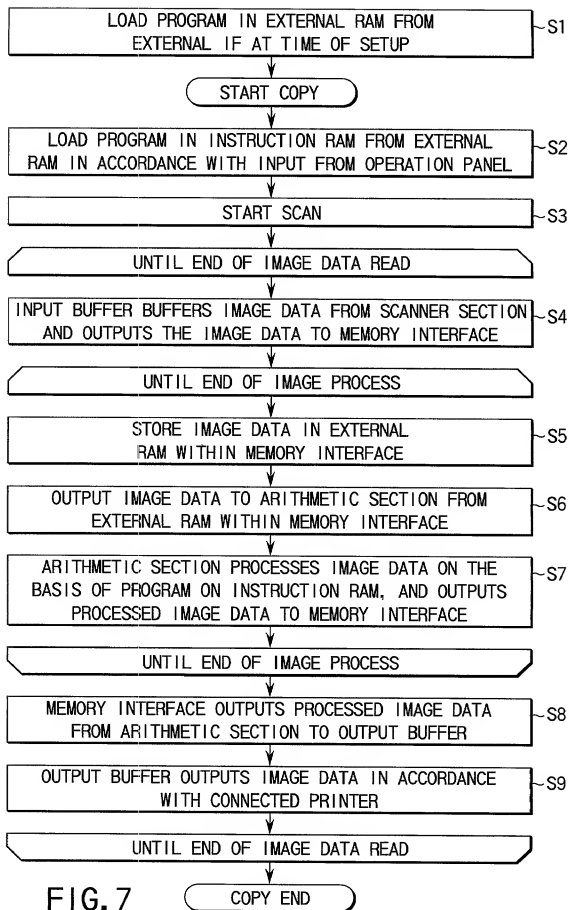 LOAD PROGRAM IN EXTERNAL RAM FROM
EXTERNAL IF AT TIME OF SETUP
S1
START COPY
LOAD PROGRAM IN INSTRUCTION RAM FROM EXTERNAL
RAM IN ACCORDANCE WITH INPUT FROM OPERATION PANEL
S2
START SCAN
S3
UNTIL END OF IMAGE DATA READ
INPUT BUFFER BUFFERS IMAGE DATA FROM SCANNER SECTION
AND OUTPUTS THE IMAGE DATA TO MEMORY INTERFACE
S4
UNTIL END OF IMAGE PROCESS
STORE IMAGE DATA IN EXTERNAL
RAM WITHIN MEMORY INTERFACE
S5
OUTPUT IMAGE DATA TO ARITHMETIC SECTION FROM
EXTERNAL RAM WITHIN MEMORY INTERFACE
S6
ARITHMETIC SECTION PROCESSES IMAGE DATA ON THE
BASIS OF PROGRAM ON INSTRUCTION RAM, AND OUTPUTS
PROCESSED IMAGE DATA TO MEMORY INTERFACE
S7
UNTIL END OF IMAGE PROCESS
MEMORY INTERFACE OUTPUTS PROCESSED IMAGE DATA
FROM ARITHMETIC SECTION TO OUTPUT BUFFER
S8
OUTPUT BUFFER OUTPUTS IMAGE DATA IN ACCORDANCE
WITH CONNECTED PRINTER
S9
UNTIL END OF IMAGE DATA READ
COPY END
FIG. 7